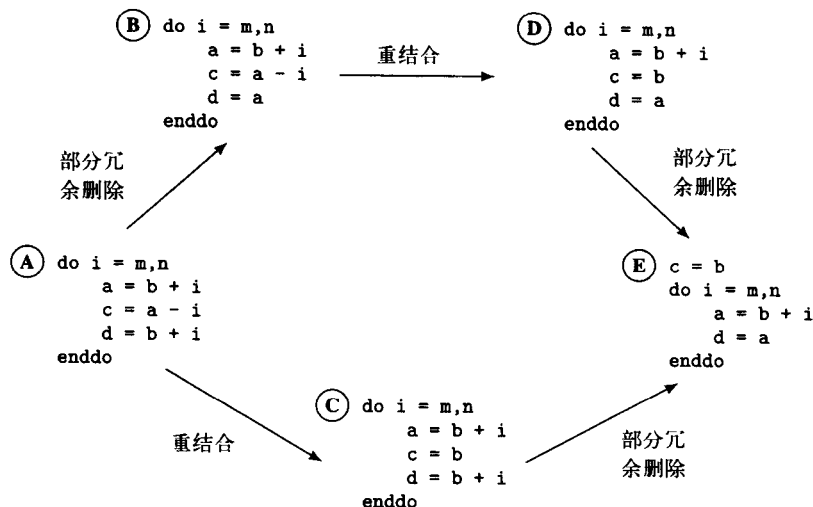 B do i = m,n
a = b + i
c = a - i
d = a
enddo
重结合
D do i = m,n
a = b + i
c = b
d = a
enddo
部分冗
余删除
部分冗
余删除
A do i = m,n
a = b + i
c = a - i
d = b + i
enddo
E c = b
do i = m,n
a = b + i
d = a
enddo
重结合
C do i = m,n
a = b + i
c = b
d = b + i
enddo
部分冗
余删除